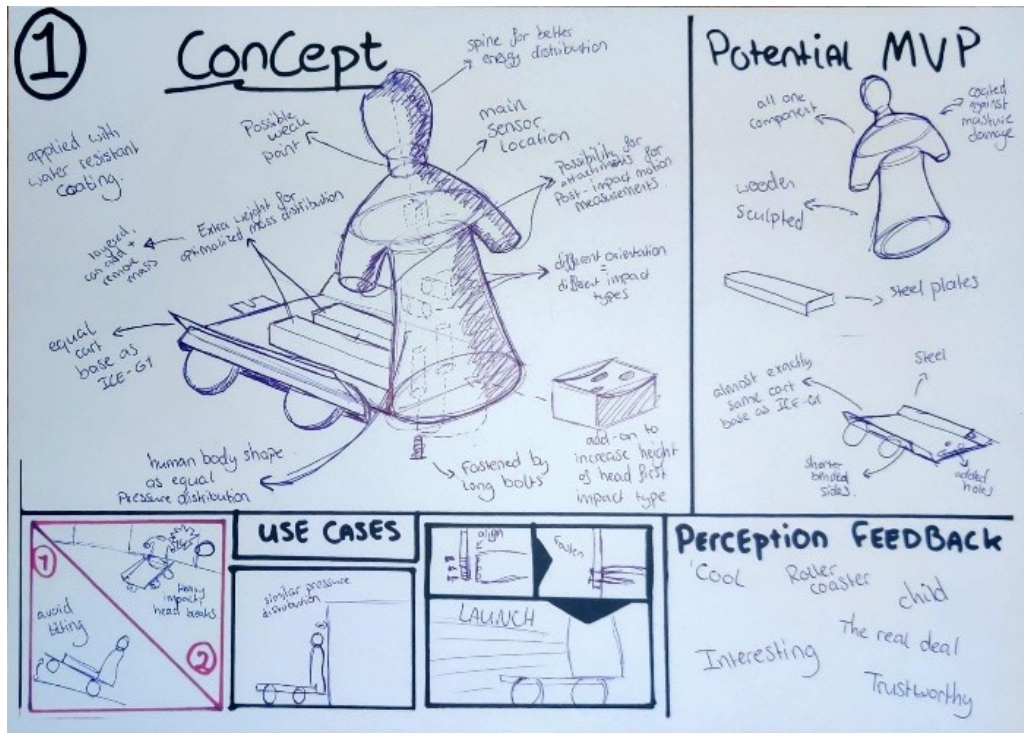 1
Concept
spine for better
energy distribution
applied with
water resistant
coating.
Possible
weak
point
main
sensor
location
Possibility for
attachments for
Post-impact motion
measurements.
Extra weight for
optimalized mass distribution
layered,
can add +
remove
mass
different orientation
=
different impact
types
equal
cart
base as
ICE-G1
human body shape
as equal
Pressure distribution
Fastened by
Long bolts
add-on to
increase height
of head first
impact type
Potential MVP
all one
component
coated
against
moisture
damage
wooden
Sculpted
steel plates
Steel
almost exactly
same cart
base as ICE-G1
shorter
bended
sides.
added
holes
USE CASES
1
Heavy
impact,
head breaks
avoid
tilting
2
similar pressure
distribution
align
Fasten
LAUNCH
PERCEPTION FEEDBACK
'Cool
Roller
coaster
child
The real deal
Interesting
Trustworthy